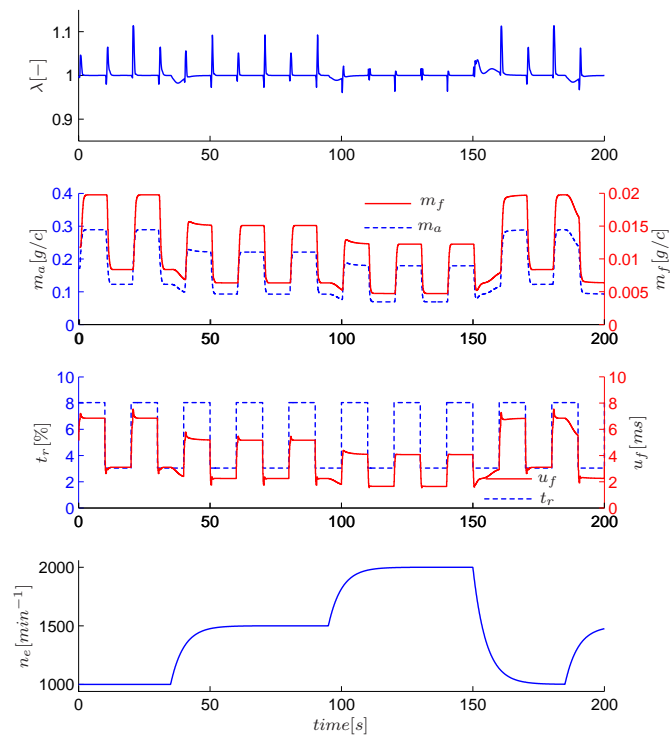 1.1
1
0.9
λ[−]
0 50 100 150 200
0.4 0.02
0.3 0.015
0.2 0.01
0.1 0.005
0 0
m_a[g/c]
m_f[g/c]
m_f
m_a
0 50 100 150 200
10 10
8 8
6 6
4 4
2 2
0 0
t_r[%]
u_f[ms]
u_f
t_r
0 50 100 150 200
2000
1500
1000
n_e[min^{−1}]
0 50 100 150 200
time[s]